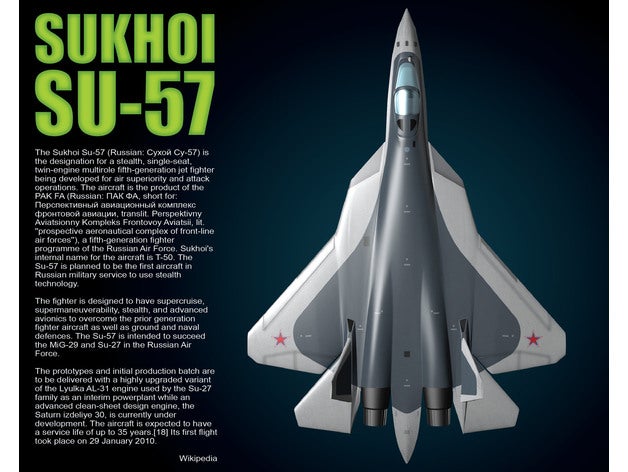 SUKHOI
SU-57
The Sukhoi Su-57 (Russian: Сухой Су-57) is
the designation for a stealth, single-seat,
twin-engine multirole fifth-generation jet fighter
being developed for air superiority and attack
operations. The aircraft is the product of the
PAK FA (Russian: ПАК ФА, short for:
Перспективный авиационный комплекс
фронтовой авиации, translit. Perspektivny
Aviatsionny Kompleks Frontovoy Aviatsii, lit.
"prospective aeronautical complex of front-line
air forces"), a fifth-generation fighter
programme of the Russian Air Force. Sukhoi's
internal name for the aircraft is T-50. The
Su-57 is planned to be the first aircraft in
Russian military service to use stealth
technology.
The fighter is designed to have supercruise,
supermaneuverability, stealth, and advanced
avionics to overcome the prior generation
fighter aircraft as well as ground and naval
defences. The Su-57 is intended to succeed
the MiG-29 and Su-27 in the Russian Air
Force.
The prototypes and initial production batch are
to be delivered with a highly upgraded variant
of the Lyulka AL-31 engine used by the Su-27
family as an interim powerplant while an
advanced clean-sheet design engine, the
Saturn izdeliye 30, is currently under
development. The aircraft is expected to have
a service life of up to 35 years.[18] Its first flight
took place on 29 January 2010.
Wikipedia